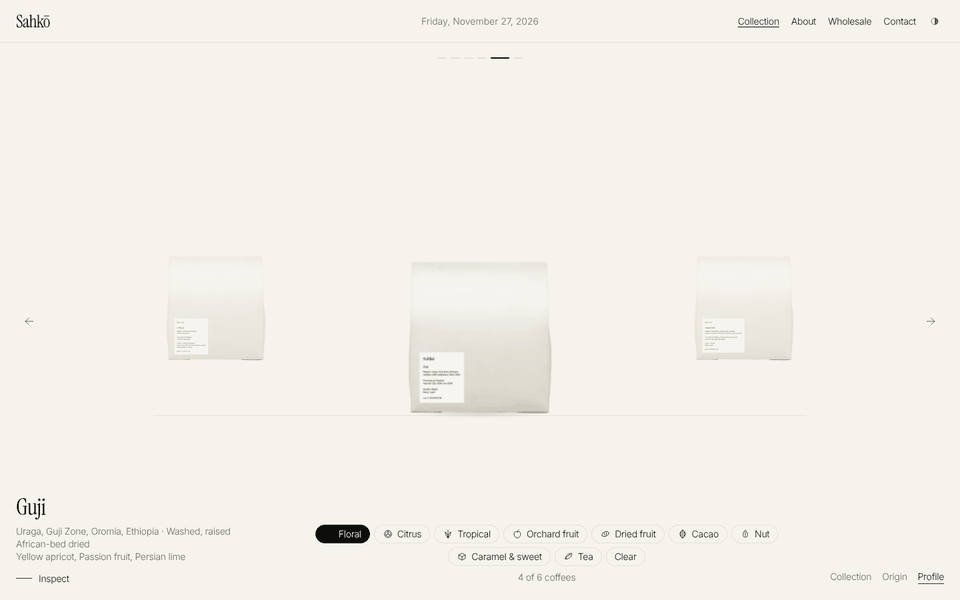 Sahkō
Friday, November 27, 2026
Collection
About
Wholesale
Contact
Sahkō
Guji
Uraga, Guji Zone, Oromia, Ethiopia · Washed, raised
African-bed dried
Yellow apricot, Passion fruit, Persian lime
Inspect
Floral
Citrus
Tropical
Orchard fruit
Dried fruit
Cacao
Nut
Caramel & sweet
Tea
Clear
4 of 6 coffees
Collection
Origin
Profile